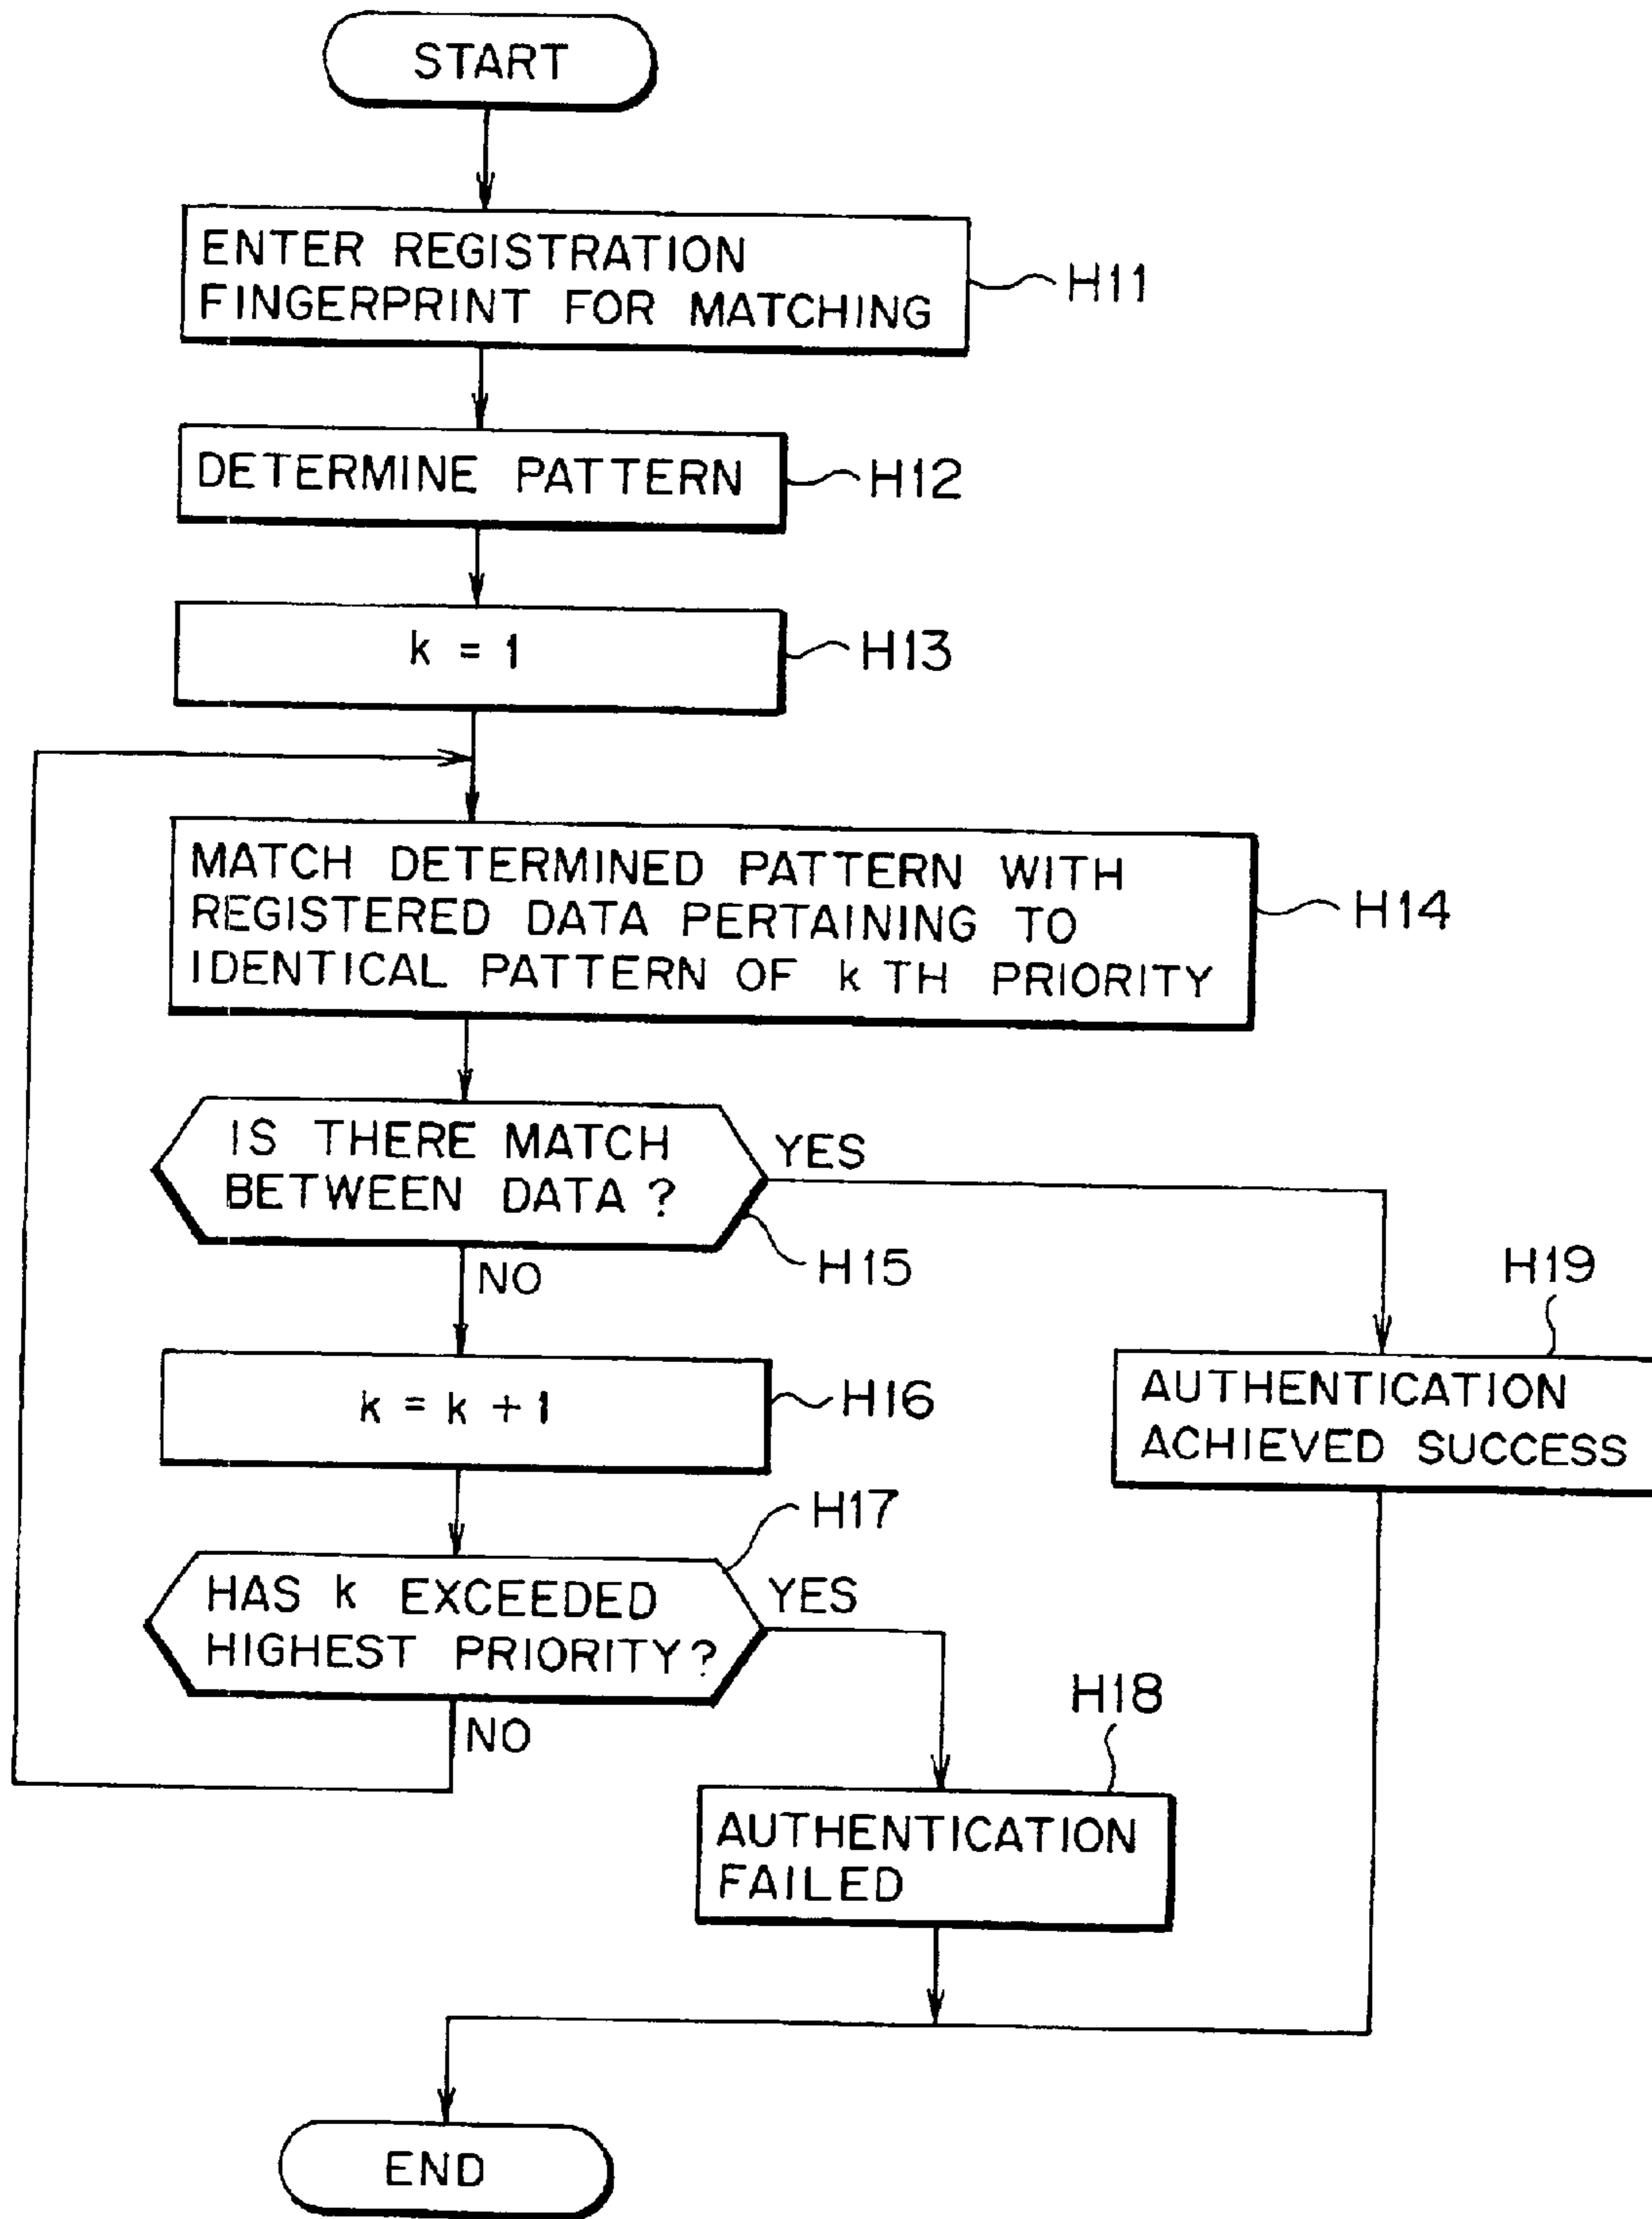 START
ENTER REGISTRATION
FINGERPRINT FOR MATCHING
H11
DETERMINE PATTERN
H12
k = 1
H13
MATCH DETERMINED PATTERN WITH
REGISTERED DATA PERTAINING TO
IDENTICAL PATTERN OF k TH PRIORITY
H14
IS THERE MATCH
BETWEEN DATA ?
YES
H15
NO
H19
k = k + 1
H16
AUTHENTICATION
ACHIEVED SUCCESS
H17
HAS k EXCEEDED
HIGHEST PRIORITY?
YES
NO
H18
AUTHENTICATION
FAILED
END